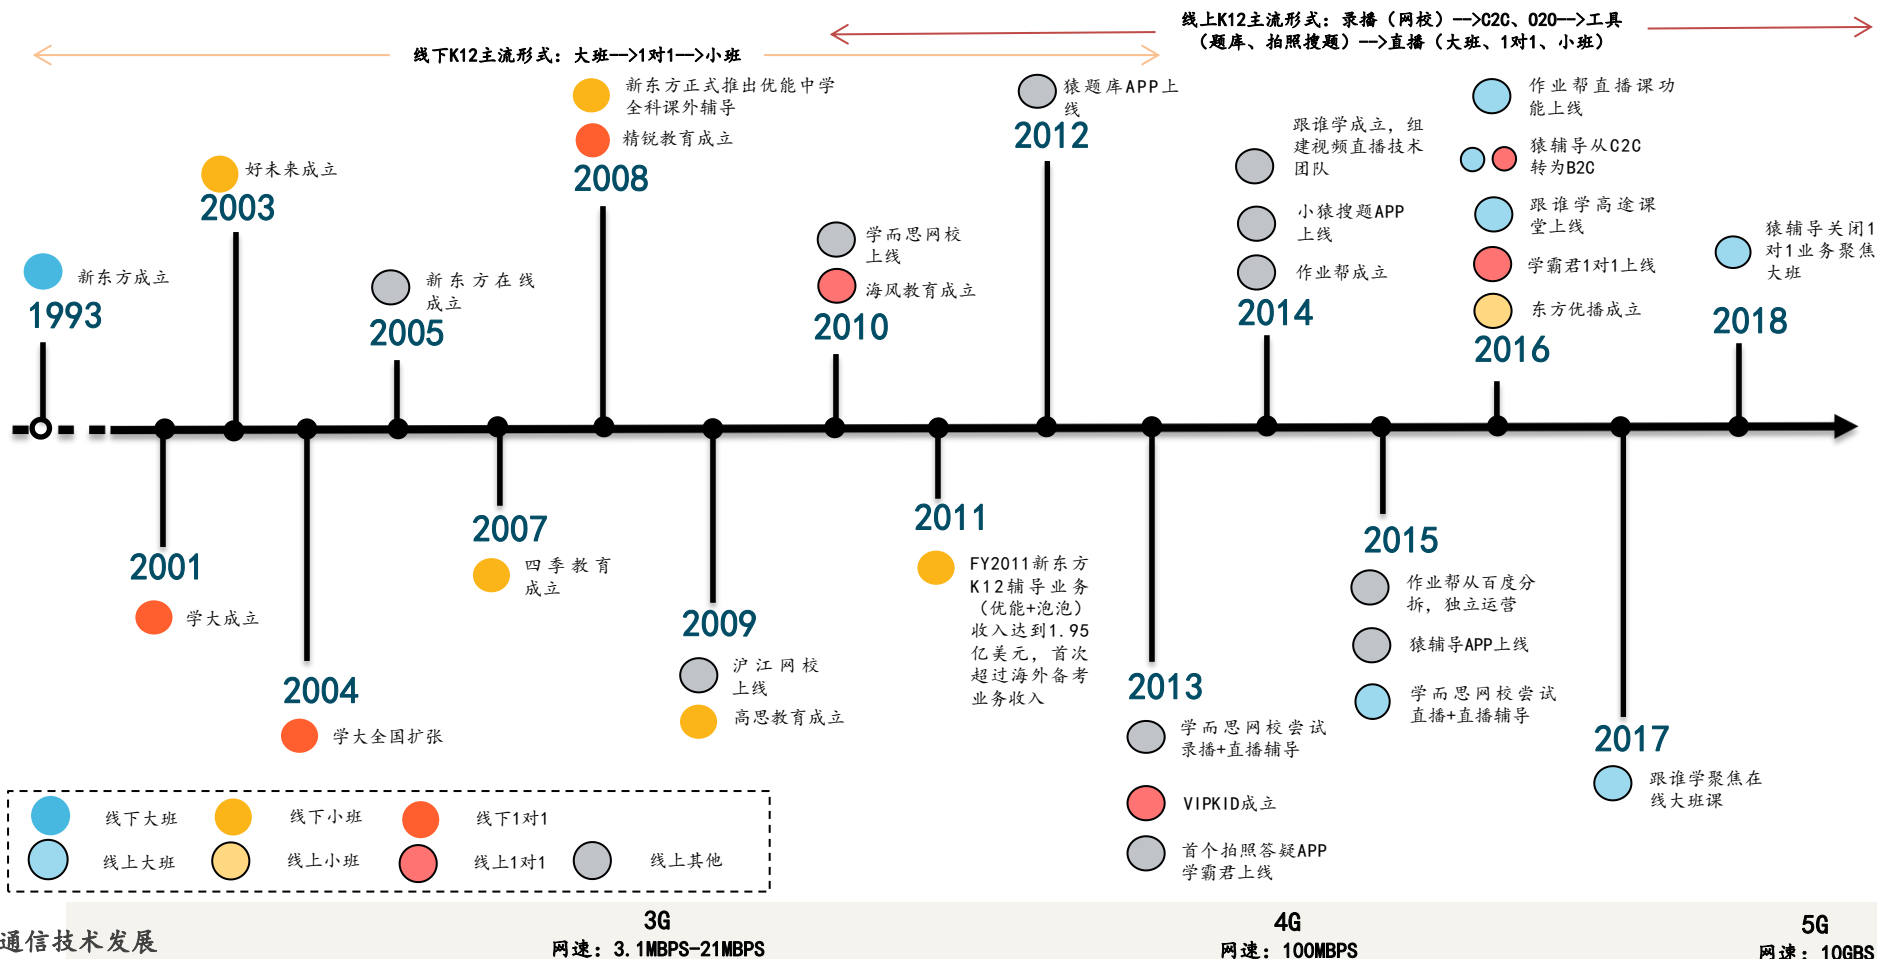 线下K12主流形式：大班-->1对1-->小班
线上K12主流形式：录播（网校）-->C2C、O2O-->工具
（题库、拍照搜题）-->直播（大班、1对1、小班）
新东方成立
1993
好未来成立
2003
新东方在线
成立
2005
新东方正式推出优能中学
全科课外辅导
精锐教育成立
2008
学而思网校
上线
海风教育成立
2010
猿题库APP上
线
2012
跟谁学成立，组
建视频直播技术
团队
小猿搜题APP
上线
作业帮成立
2014
作业帮直播课功
能上线
猿辅导从C2C
转为B2C
跟谁学高途课
堂上线
学霸君1对1上线
东方优播成立
2016
猿辅导关闭1
对1业务聚焦
大班
2018
2001
学大成立
2004
学大全国扩张
2007
四季教育
成立
2009
沪江网校
上线
高思教育成立
2011
FY2011新东方
K12辅导业务
（优能+泡泡）
收入达到1.95
亿美元，首次
超过海外备考
业务收入
2013
学而思网校尝试
录播+直播辅导
VIPKID成立
首个拍照答疑APP
学霸君上线
2015
作业帮从百度分
拆，独立运营
猿辅导APP上线
学而思网校尝试
直播+直播辅导
2017
跟谁学聚焦在
线大班课
线下大班
线下小班
线下1对1
线上大班
线上小班
线上1对1
线上其他
通信技术发展
3G
网速：3.1MBPS-21MBPS
4G
网速：100MBPS
5G
网速：10GBS